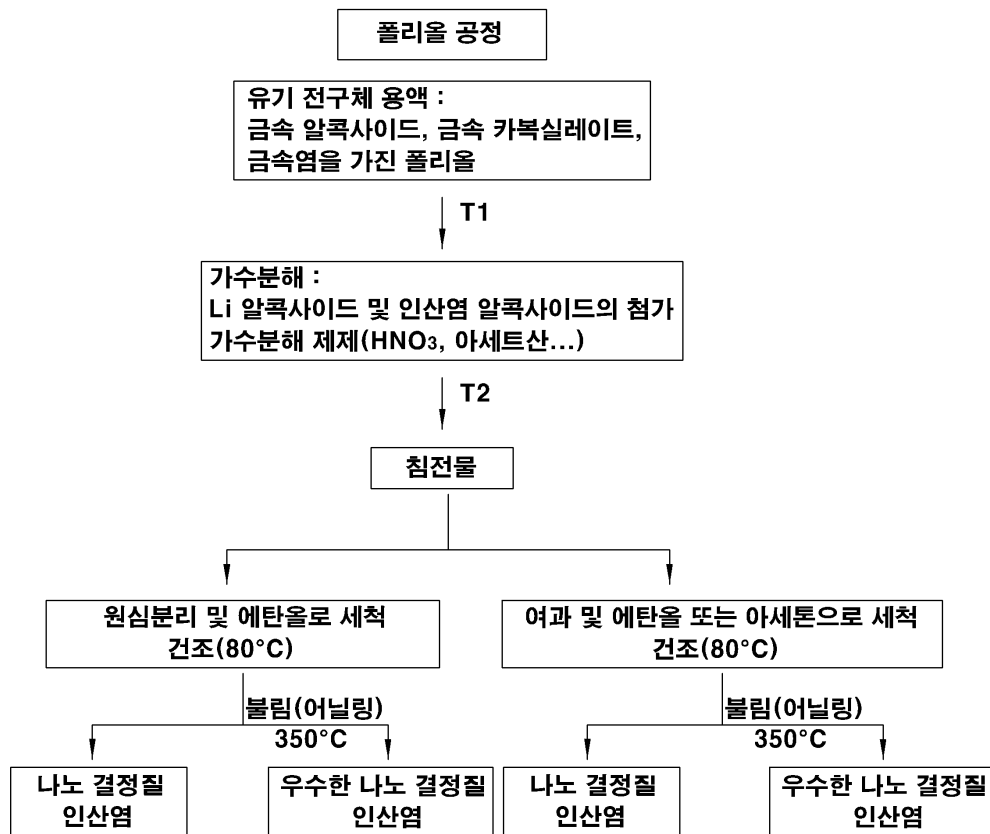 폴리올 공정
유기 전구체 용액 :
금속 알콕사이드, 금속 카복실레이트,
금속염을 가진 폴리올
T1
가수분해 :
Li 알콕사이드 및 인산염 알콕사이드의 첨가
가수분해 제제(HNO₃, 아세트산...)
T2
침전물
원심분리 및 에탄올로 세척
건조(80°C)
여과 및 에탄올 또는 아세톤으로 세척
건조(80°C)
불림(어닐링)
350°C
불림(어닐링)
350°C
나노 결정질
인산염
우수한 나노 결정질
인산염
나노 결정질
인산염
우수한 나노 결정질
인산염